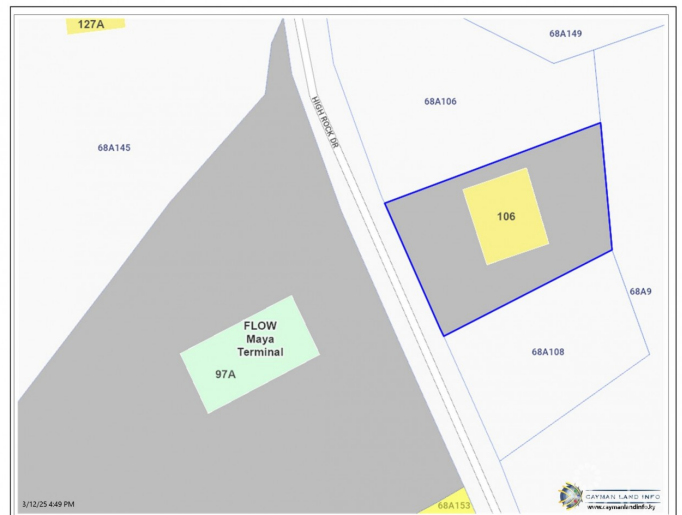 127A
68A149
68A106
HIGH ROCK DR
68A145
106
68A9
FLOW
Maya
Terminal
97A
68A108
68A153
3/12/25 4:49 PM
CAYMAN LAND INFO
www.caymanlandinfo.ky